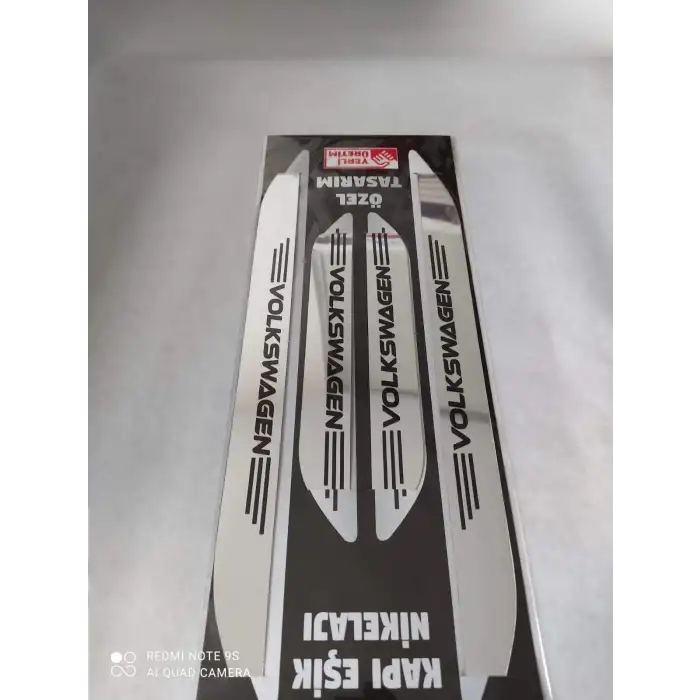 YERLİ
ÜRETİM
ÖZEL
TASARIM
VOLKSWAGEN
VOLKSWAGEN
VOLKSWAGEN
VOLKSWAGEN
KAPI EŞİK
NİKELAJI
REDMI NOTE 9S
AI QUAD CAMERA